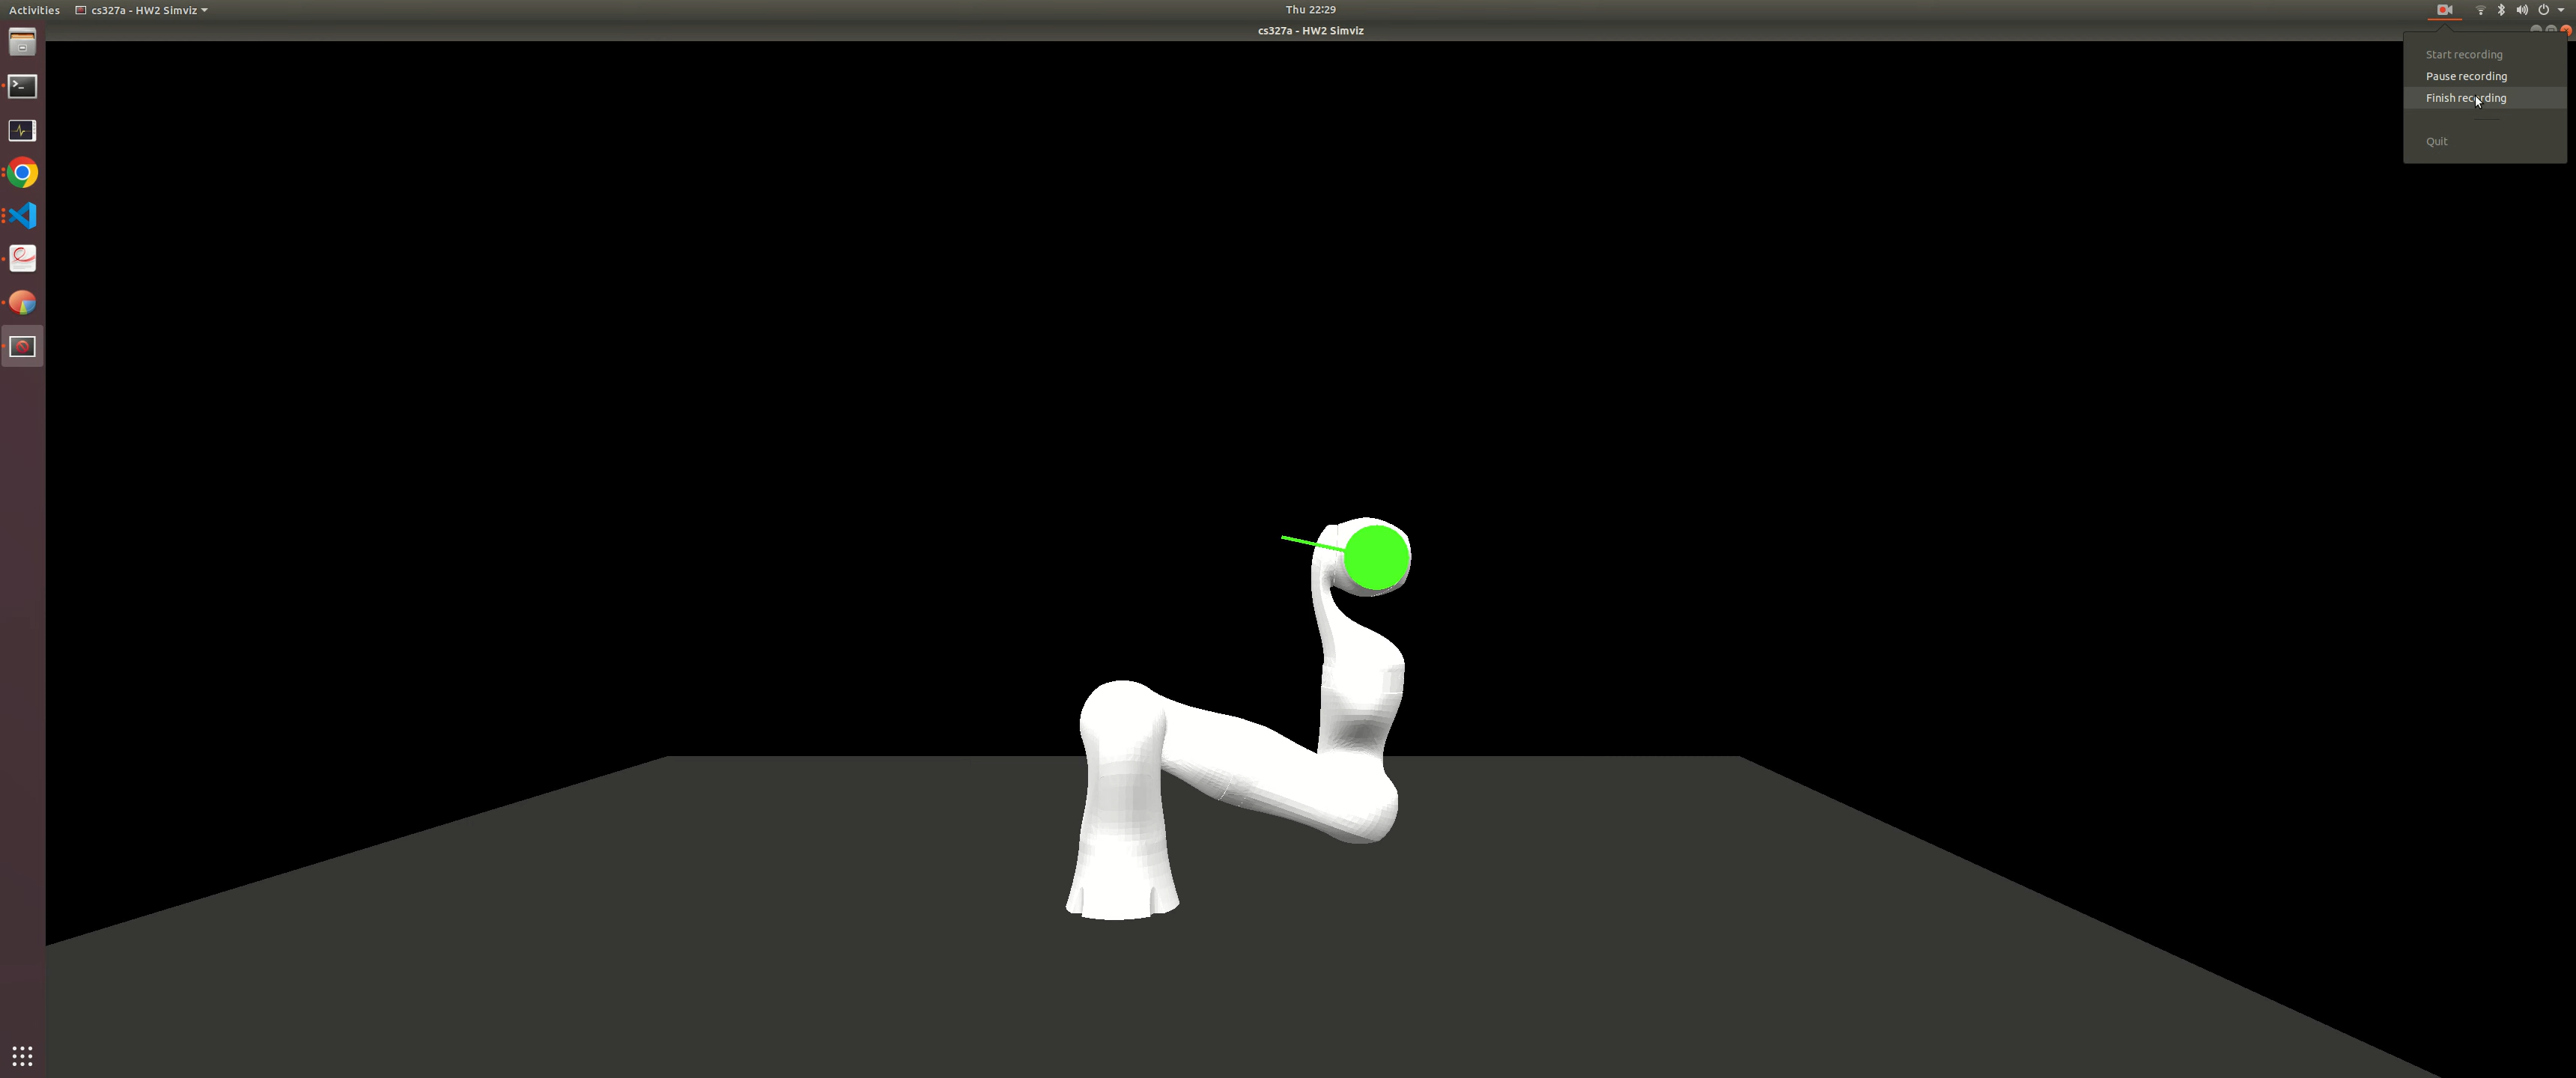 Activities
cs327a - HW2 Simviz
Thu 22:29
cs327a - HW2 Simviz
Start recording
Pause recording
Finish recording
Quit